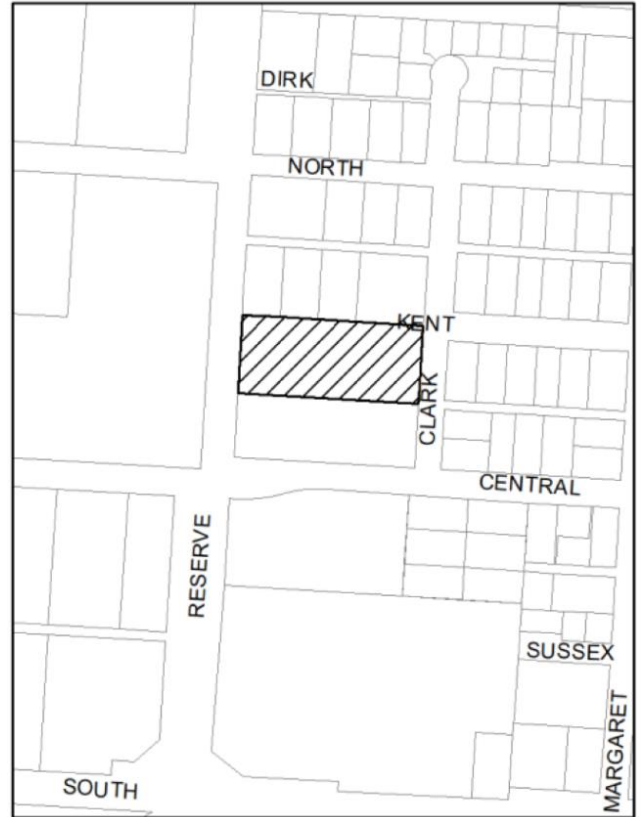 DIRK
NORTH
KENT
CLARK
CENTRAL
RESERVE
SUSSEX
MARGARET
SOUTH